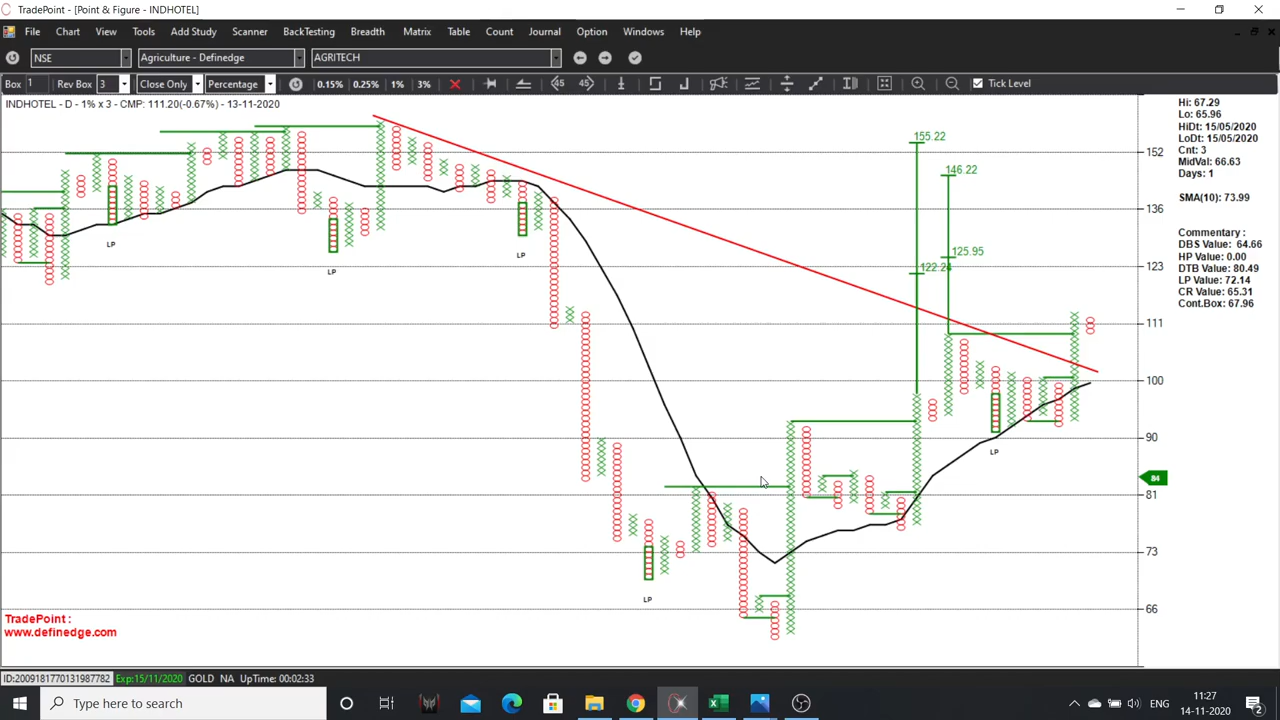 TradePoint - [Point & Figure - INDHOTEL]
File Chart View Tools Add Study Scanner BackTesting Breadth Matrix Table Count Journal Option Windows Help
NSE Agriculture - Definedge AGRITECH
Box 1 Rev Box 3 Close Only Percentage 0.15% 0.25% 1% 3% 45 45 Tick Level
INDHOTEL - D - 1% x 3 - CMP: 111.20(-0.67%) - 13-11-2020
Hi: 67.29
Lo: 65.96
HiDt: 15/05/2020
LoDt: 15/05/2020
Cnt: 3
MidVal: 66.63
Days: 1
SMA(10): 73.99
Commentary :
DBS Value: 64.66
HP Value: 0.00
DTB Value: 80.49
LP Value: 72.14
CR Value: 65.31
Cont.Box: 67.96
155.22
152
146.22
136
LP
LP
LP
125.95
122.24
123
111
100
90
LP
84
81
73
LP
66
TradePoint :
www.definedge.com
ID:2009181770131987782 Exp:15/11/2020 GOLD NA UpTime: 00:02:33
Type here to search
ENG
11:27
14-11-2020
2